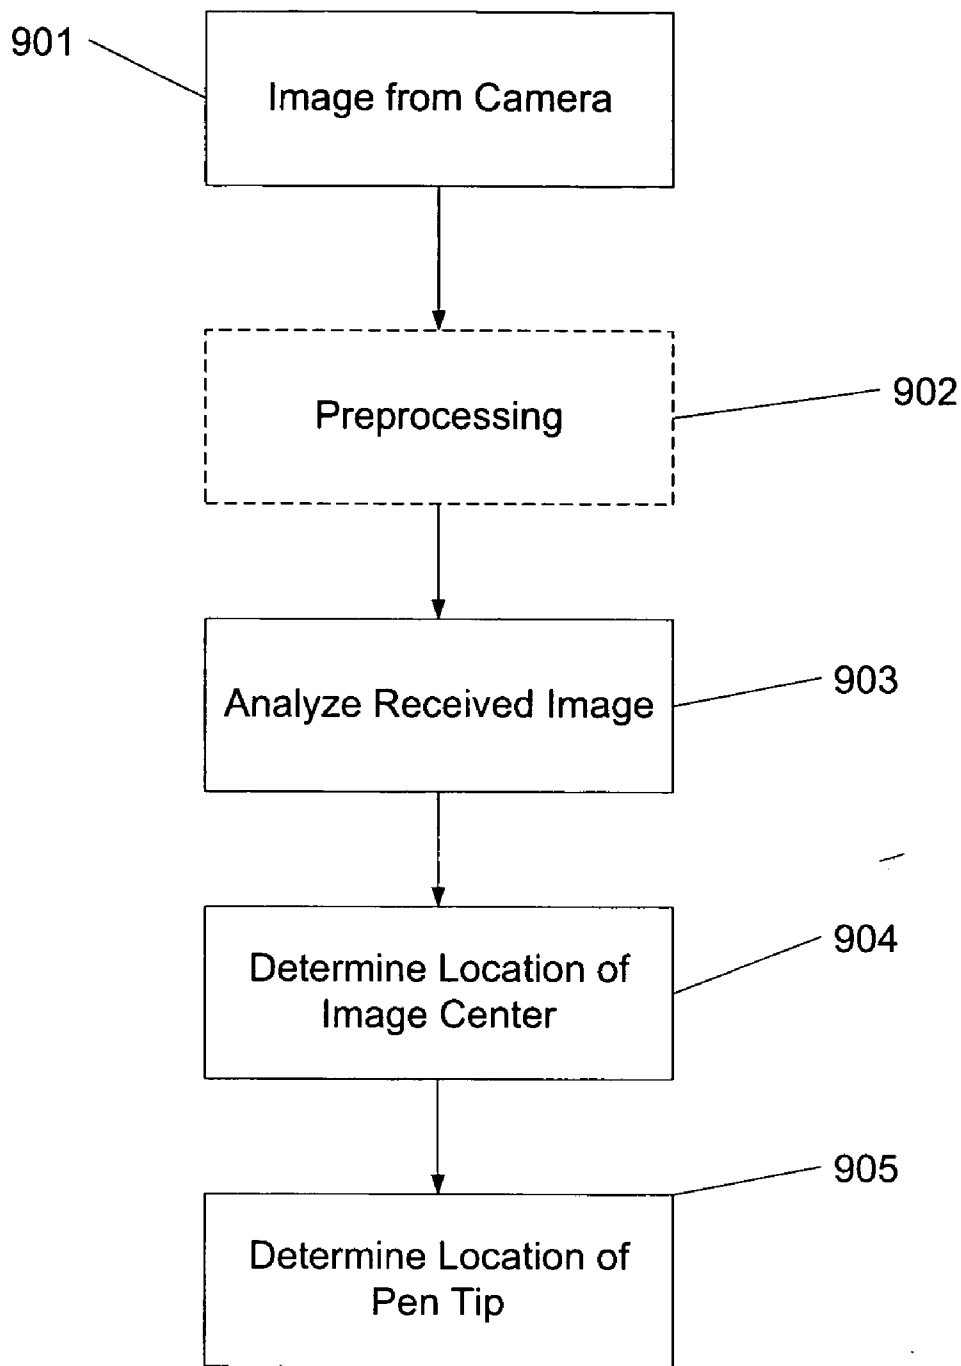 901
Image from Camera
Preprocessing
902
Analyze Received Image
903
Determine Location of
Image Center
904
905
Determine Location of
Pen Tip